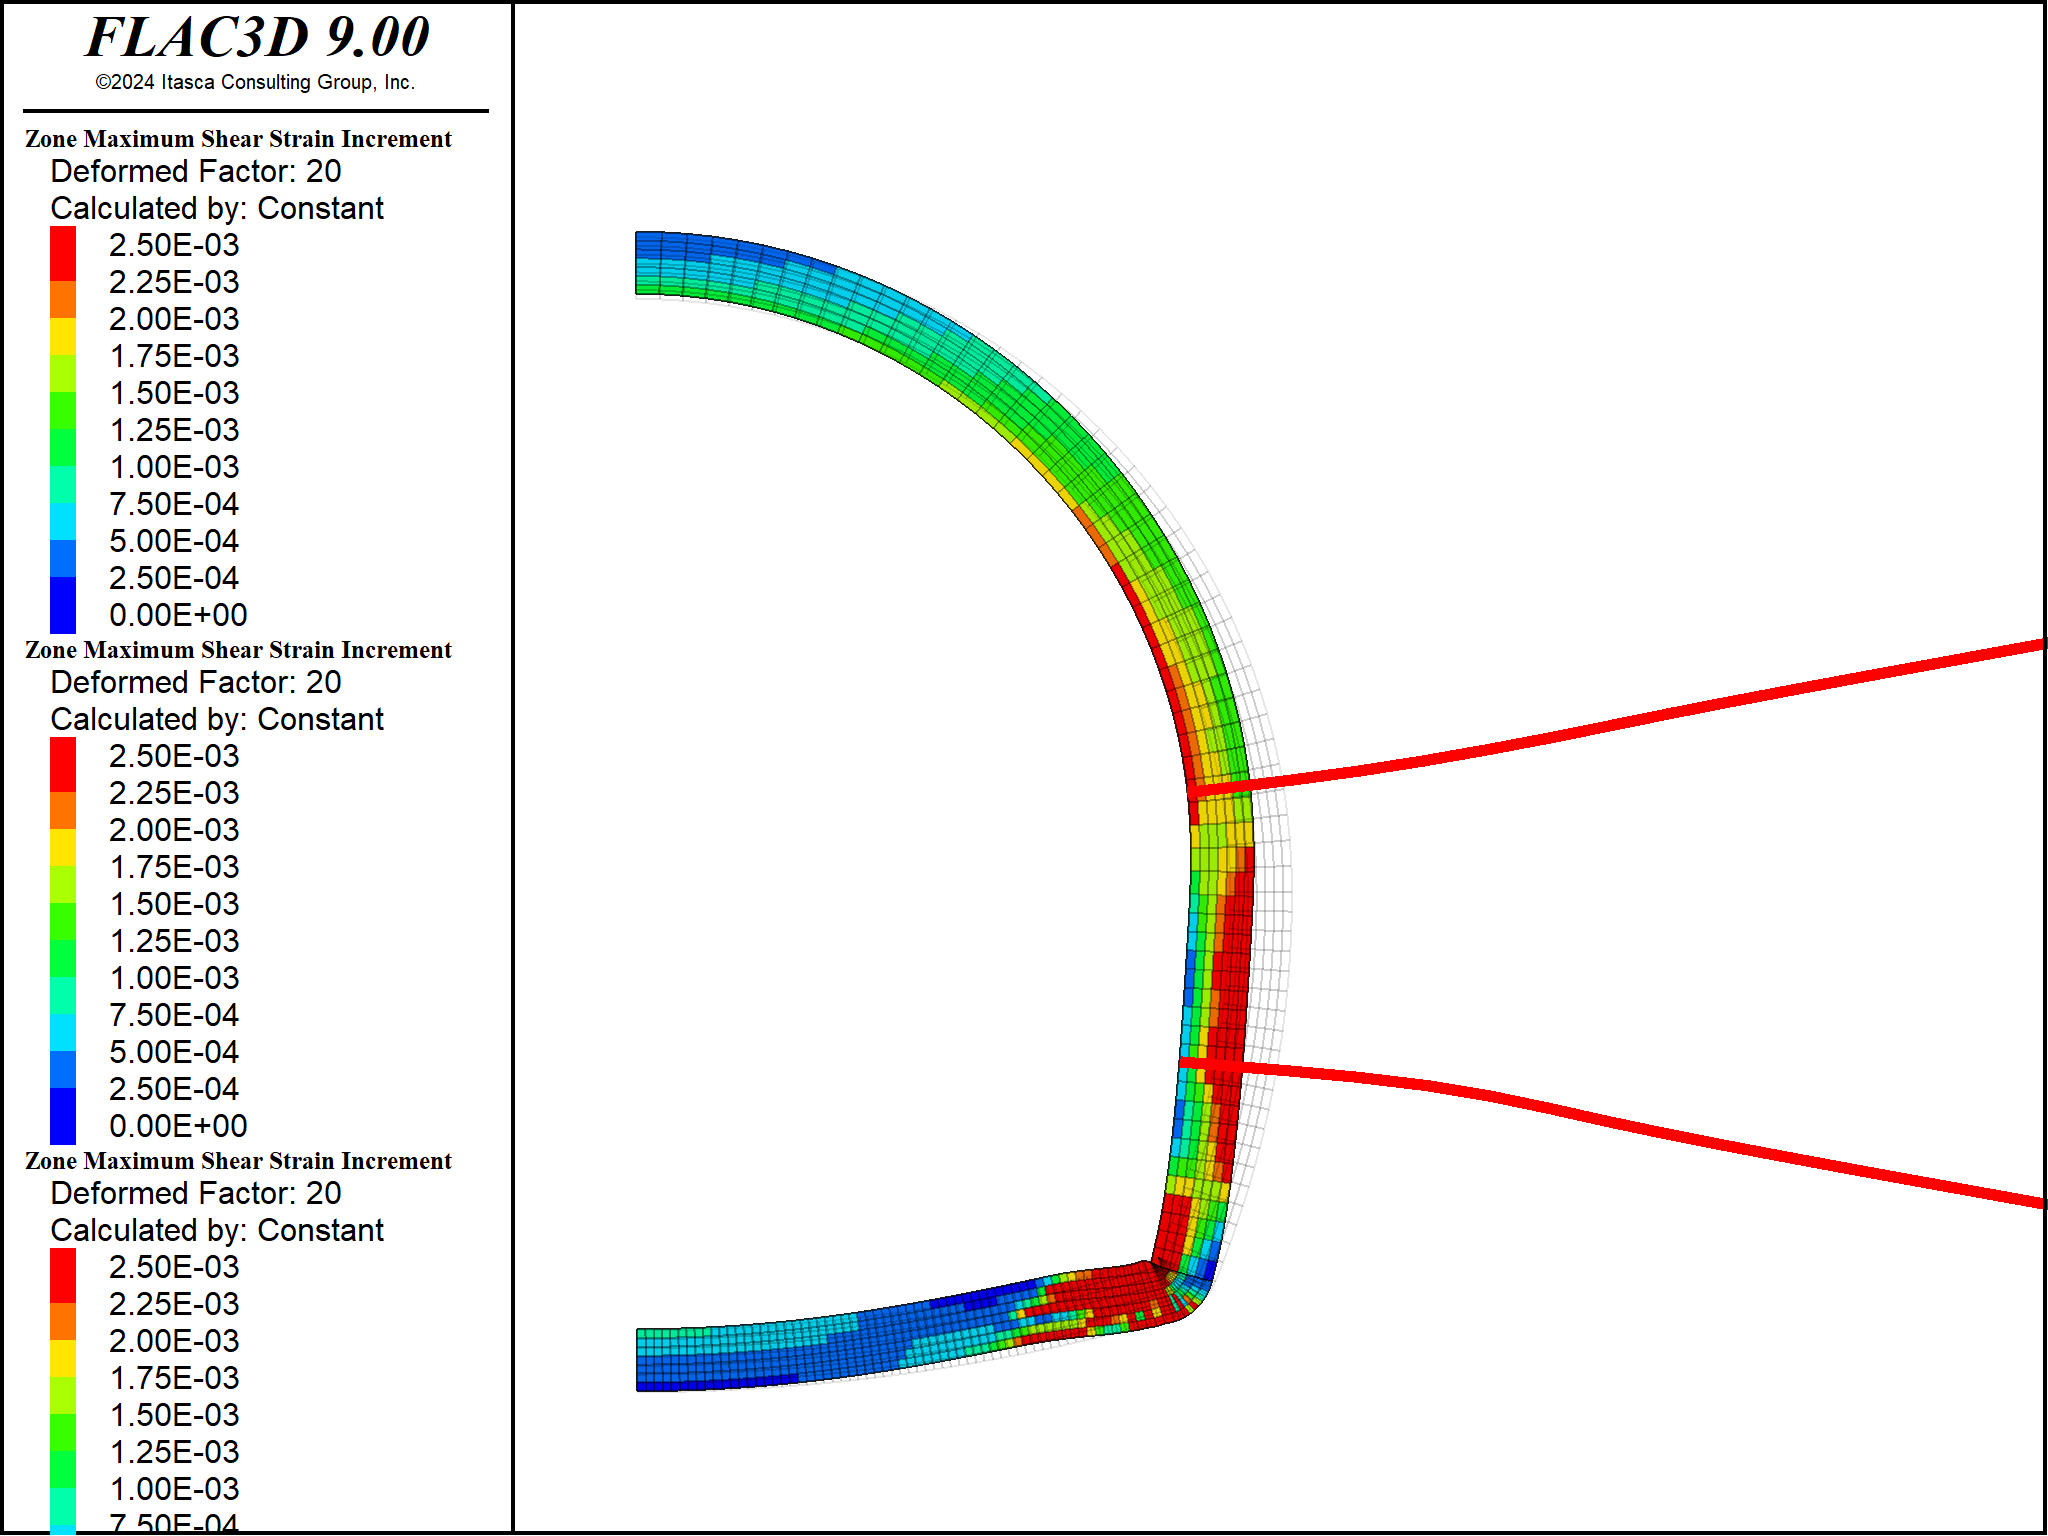 FLAC3D 9.00
©2024 Itasca Consulting Group, Inc.
Zone Maximum Shear Strain Increment
Deformed Factor: 20
Calculated by: Constant
2.50E-03
2.25E-03
2.00E-03
1.75E-03
1.50E-03
1.25E-03
1.00E-03
7.50E-04
5.00E-04
2.50E-04
0.00E+00
Zone Maximum Shear Strain Increment
Deformed Factor: 20
Calculated by: Constant
2.50E-03
2.25E-03
2.00E-03
1.75E-03
1.50E-03
1.25E-03
1.00E-03
7.50E-04
5.00E-04
2.50E-04
0.00E+00
Zone Maximum Shear Strain Increment
Deformed Factor: 20
Calculated by: Constant
2.50E-03
2.25E-03
2.00E-03
1.75E-03
1.50E-03
1.25E-03
1.00E-03
7.50E-04